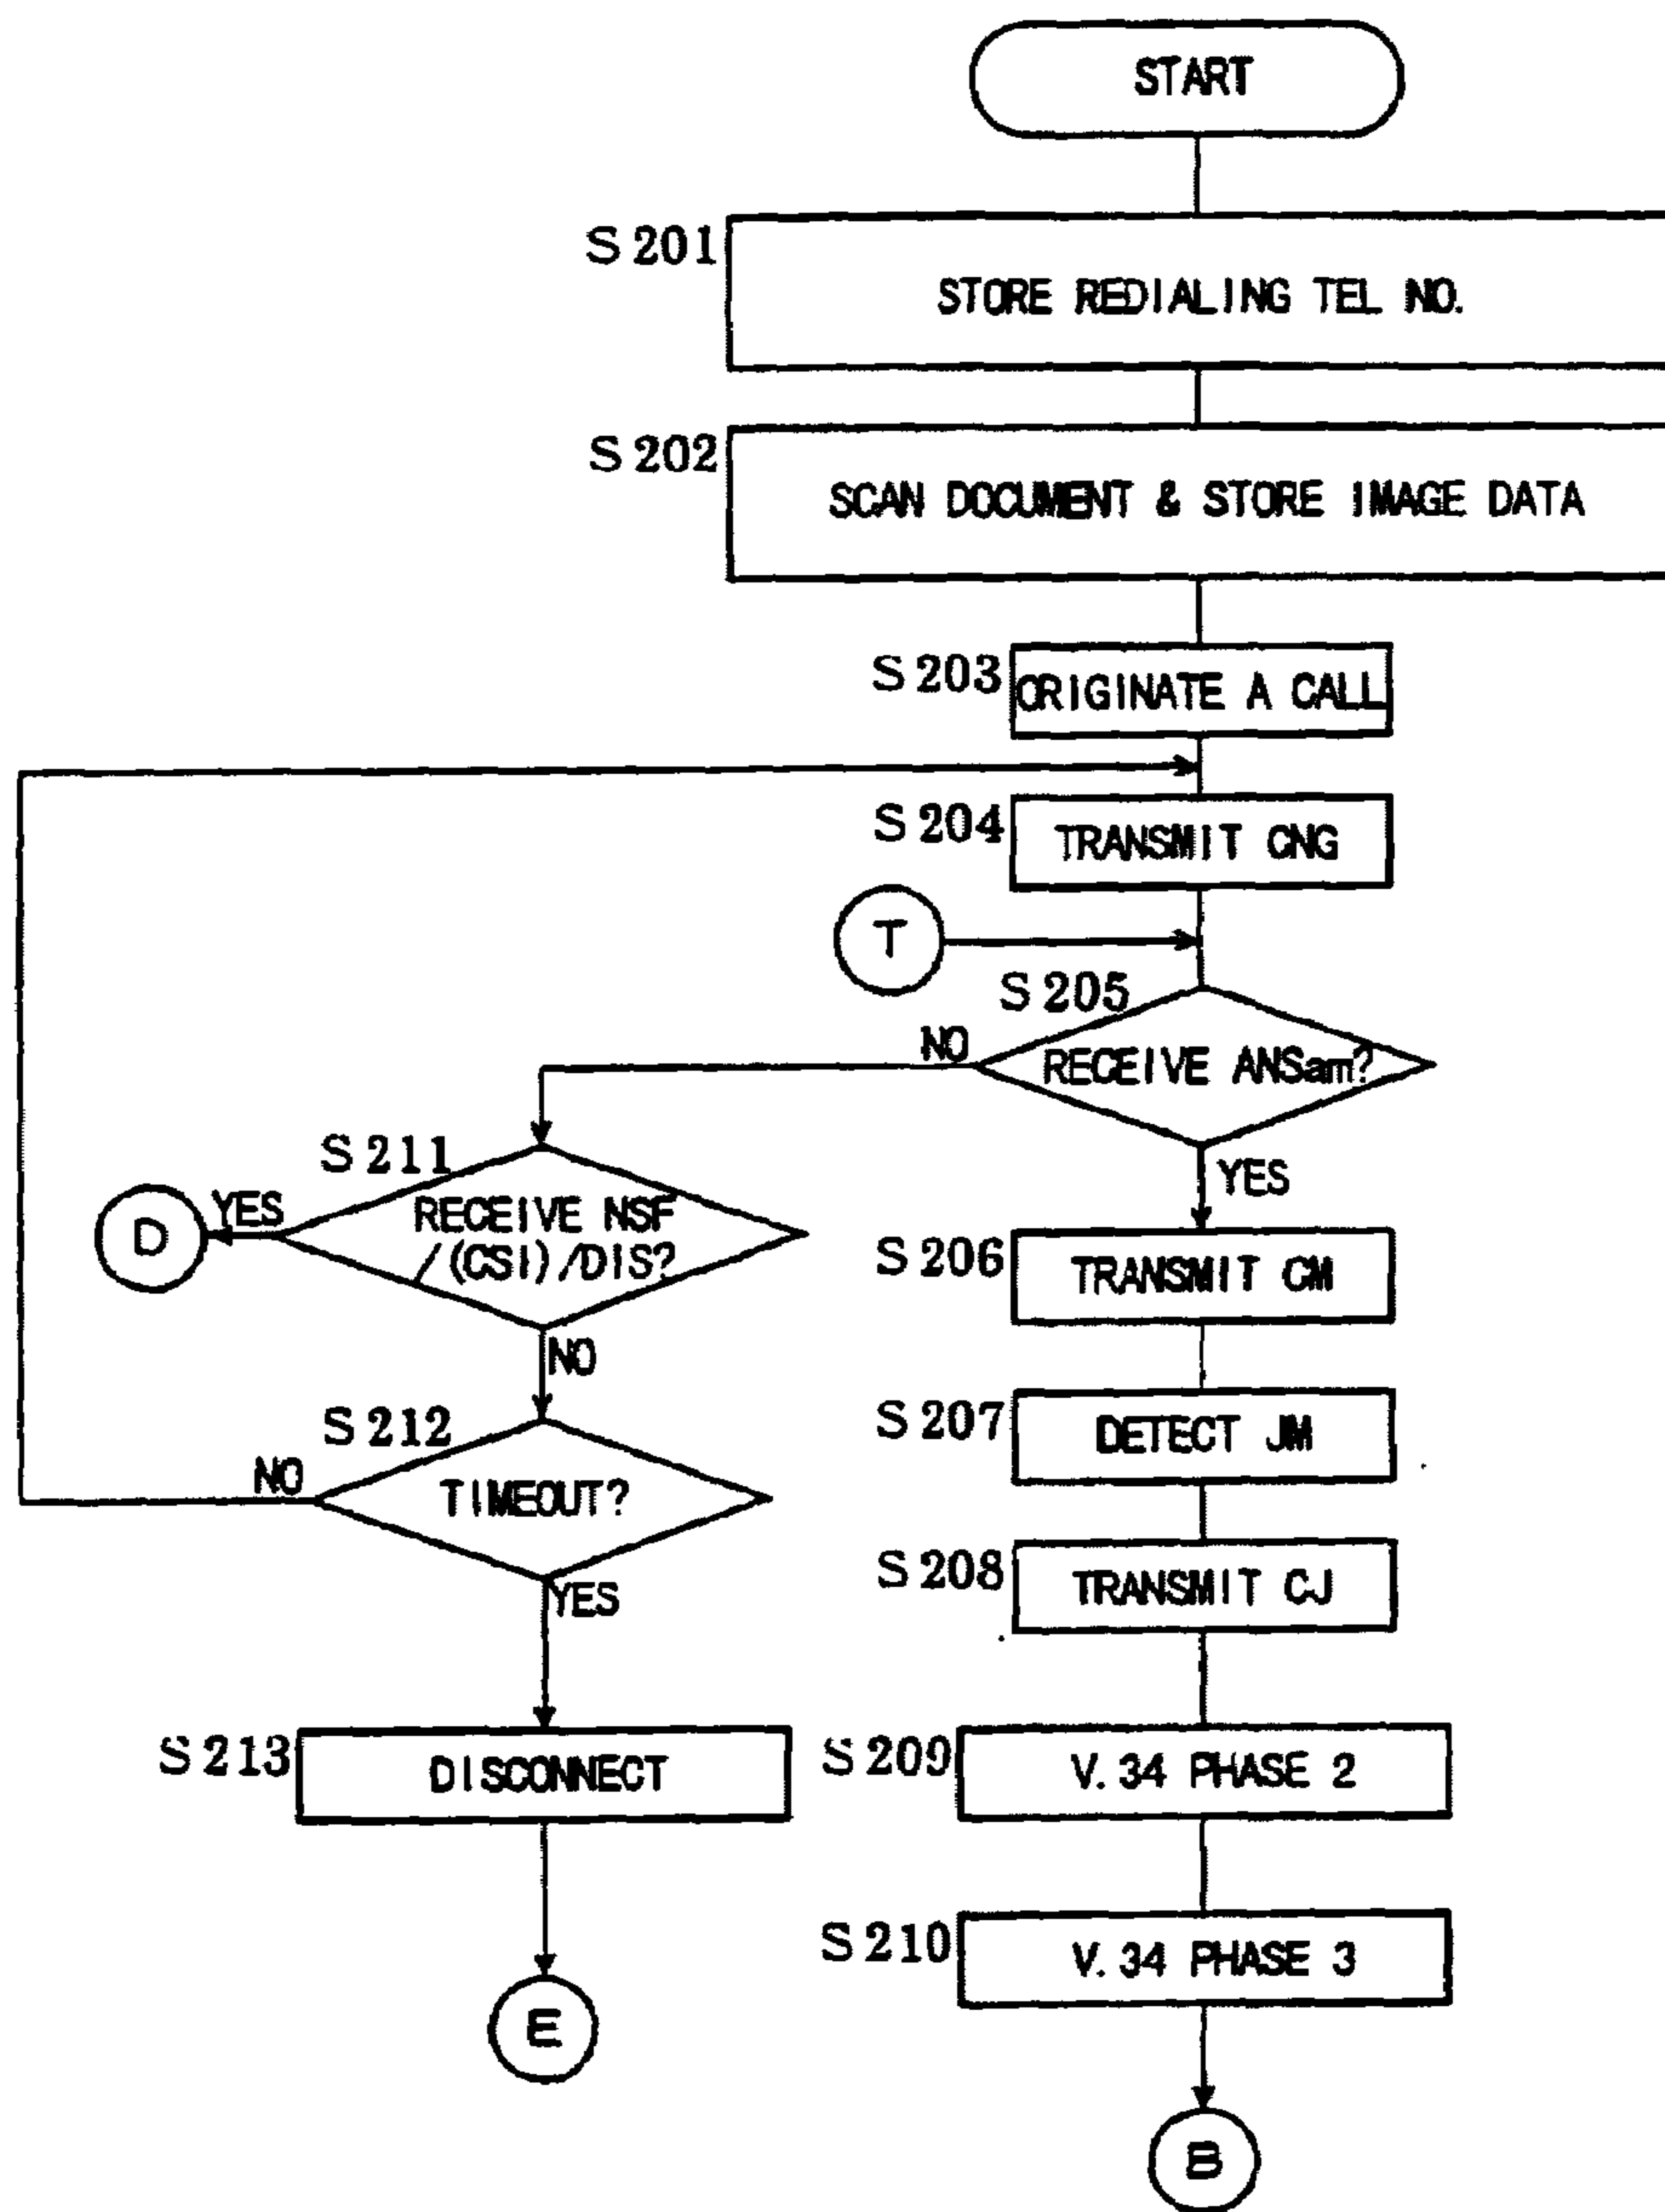 START
S201
STORE REDIALING TEL NO.
S202
SCAN DOCUMENT & STORE IMAGE DATA
S203
ORIGINATE A CALL
S204
TRANSMIT CNG
T
S205
RECEIVE ANSam?
NO
YES
S211
RECEIVE NSF
/(CSI)/DIS?
YES
D
NO
S206
TRANSMIT CM
S207
DETECT JM
S212
TIMEOUT?
NO
YES
S208
TRANSMIT CJ
S213
DISCONNECT
S209
V.34 PHASE 2
S210
V.34 PHASE 3
E
B